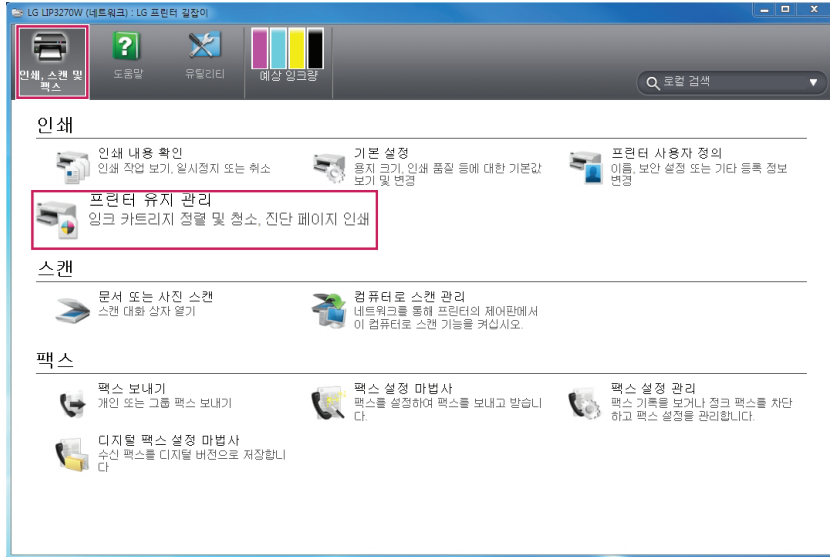 LG LIP3270W (네트워크) : LG 프린터 길잡이
인쇄, 스캔 및
팩스
도움말
유틸리티
예상 잉크량
로컬 검색
인쇄
인쇄 내용 확인
인쇄 작업 보기, 일시정지 또는 취소
기본 설정
용지 크기, 인쇄 품질 등에 대한 기본값
보기 및 변경
프린터 사용자 정의
이름, 보안 설정 또는 기타 등록 정보
변경
프린터 유지 관리
잉크 카트리지 정렬 및 청소, 진단 페이지 인쇄
스캔
문서 또는 사진 스캔
스캔 대화 상자 열기
컴퓨터로 스캔 관리
네트워크를 통해 프린터의 제어판에서
이 컴퓨터로 스캔 기능을 켜십시오.
팩스
팩스 보내기
개인 또는 그룹 팩스 보내기
팩스 설정 마법사
팩스를 설정하여 팩스를 보내고 받습니
다.
팩스 설정 관리
팩스 기록을 보거나 정크 팩스를 차단
하고 팩스 설정을 관리합니다.
디지털 팩스 설정 마법사
수신 팩스를 디지털 버전으로 저장합니
다